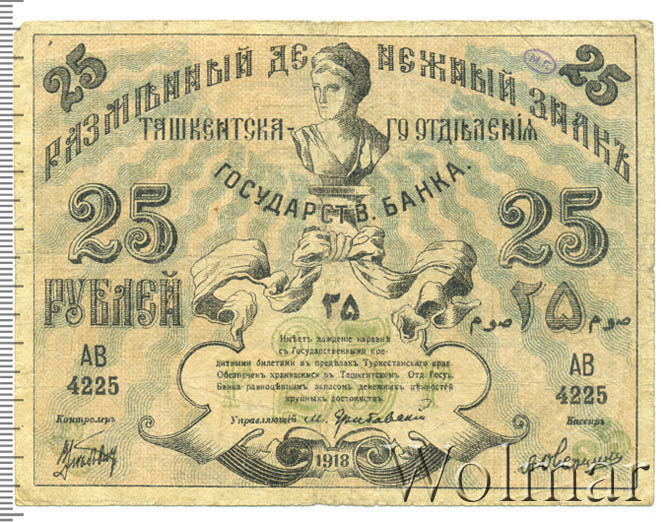 25 РАЗМѢННЫЙ ДЕНЕЖНЫЙ ЗНАКЪ 25
ТАШКЕНТСКАГО ОТДѢЛЕНIЯ
ГОСУДАРСТВ. БАНКА.
25 25
РУБЛЕЙ
۲۵
صوم ۲۵ صوم
Имѣетъ хожденіе наравнѣ
съ Государственными кре-
дитными билетами въ предѣлахъ Туркестанскаго края.
Обезпеченъ хранящимся въ Ташкентскомъ Отд. Госуд.
Банка равноцѣннымъ запасомъ денежныхъ цѣнностей
крупныхъ достоинствъ.
АВ
4225
АВ
4225
Контролеръ
Управляющій
Кассиръ
1918
Wolmar